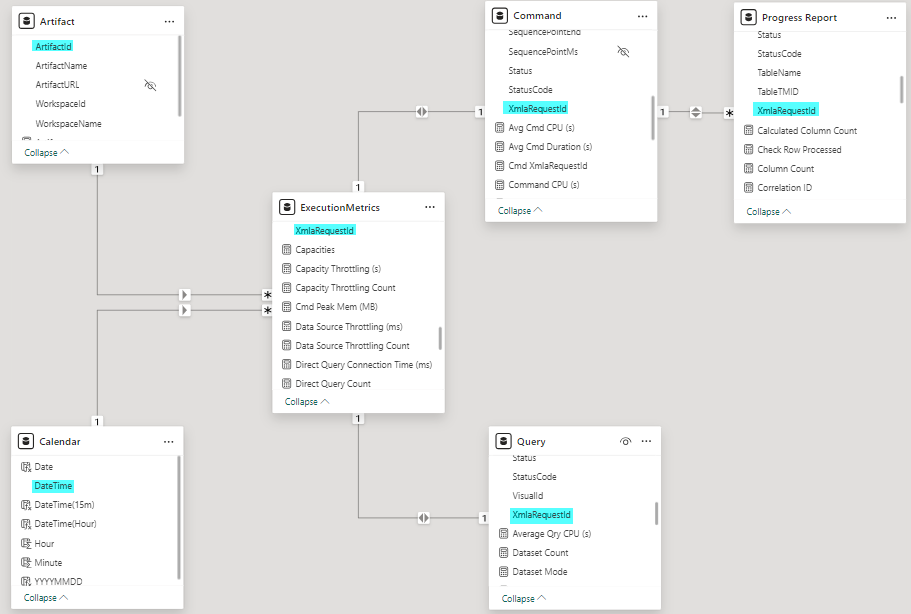 Artifact
ArtifactId
ArtifactName
ArtifactURL
WorkspaceId
WorkspaceName
Collapse
1
Command
SequencePointEnd
SequencePointMs
Status
StatusCode
XmlaRequestId
Avg Cmd CPU (s)
Avg Cmd Duration (s)
Cmd XmlaRequestId
Command CPU (s)
Collapse
1
1
*
Progress Report
Status
StatusCode
TableName
TableTMID
XmlaRequestId
Calculated Column Count
Check Row Processed
Column Count
Correlation ID
Collapse
1
ExecutionMetrics
XmlaRequestId
Capacities
Capacity Throttling (s)
Capacity Throttling Count
Cmd Peak Mem (MB)
Data Source Throttling (ms)
Data Source Throttling Count
Direct Query Connection Time (ms)
Direct Query Count
Collapse
*
*
1
1
Calendar
Date
DateTime
DateTime(15m)
DateTime(Hour)
Hour
Minute
YYYYMMDD
Collapse
Query
Status
StatusCode
VisualId
XmlaRequestId
Average Qry CPU (s)
Dataset Count
Dataset Mode
Collapse
1